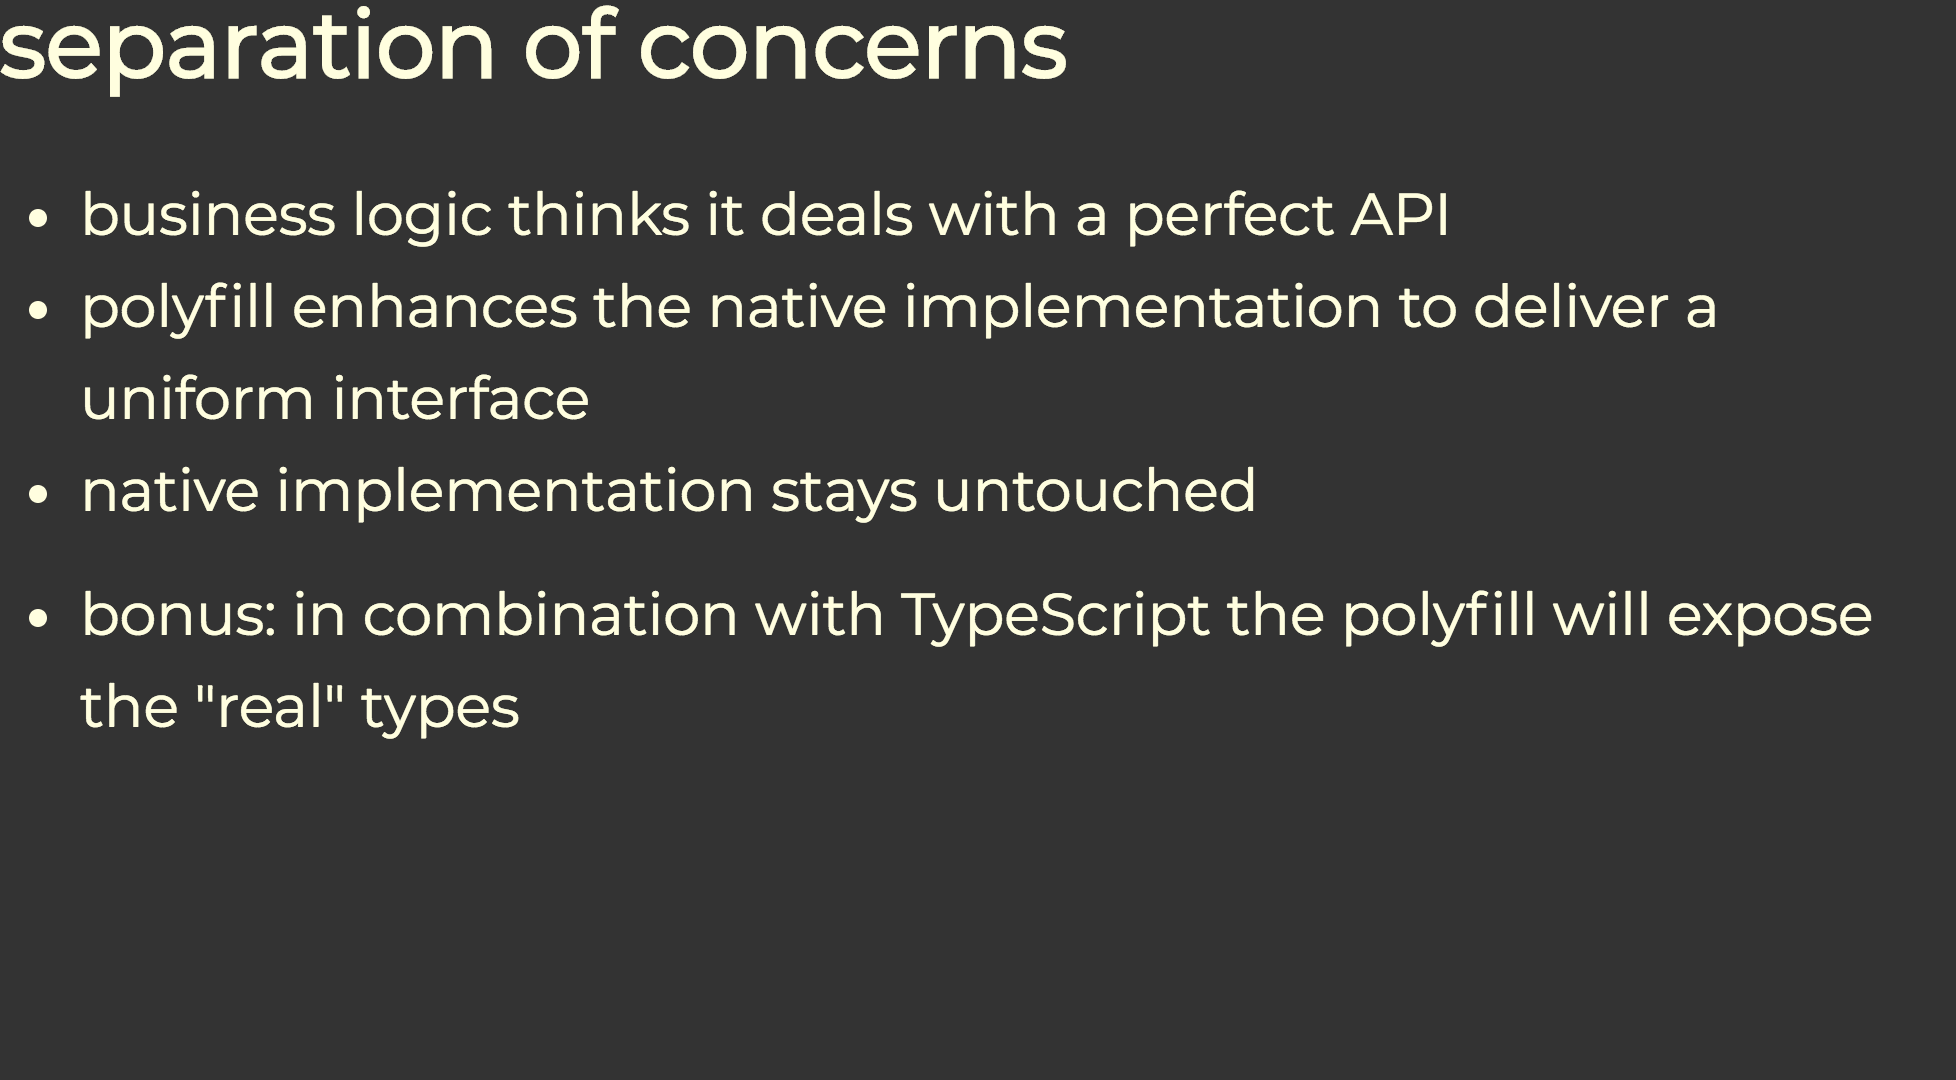 separation of concerns
• business logic thinks it deals with a perfect API
• polyfill enhances the native implementation to deliver a
uniform interface
• native implementation stays untouched
• bonus: in combination with TypeScript the polyfill will expose
the "real" types